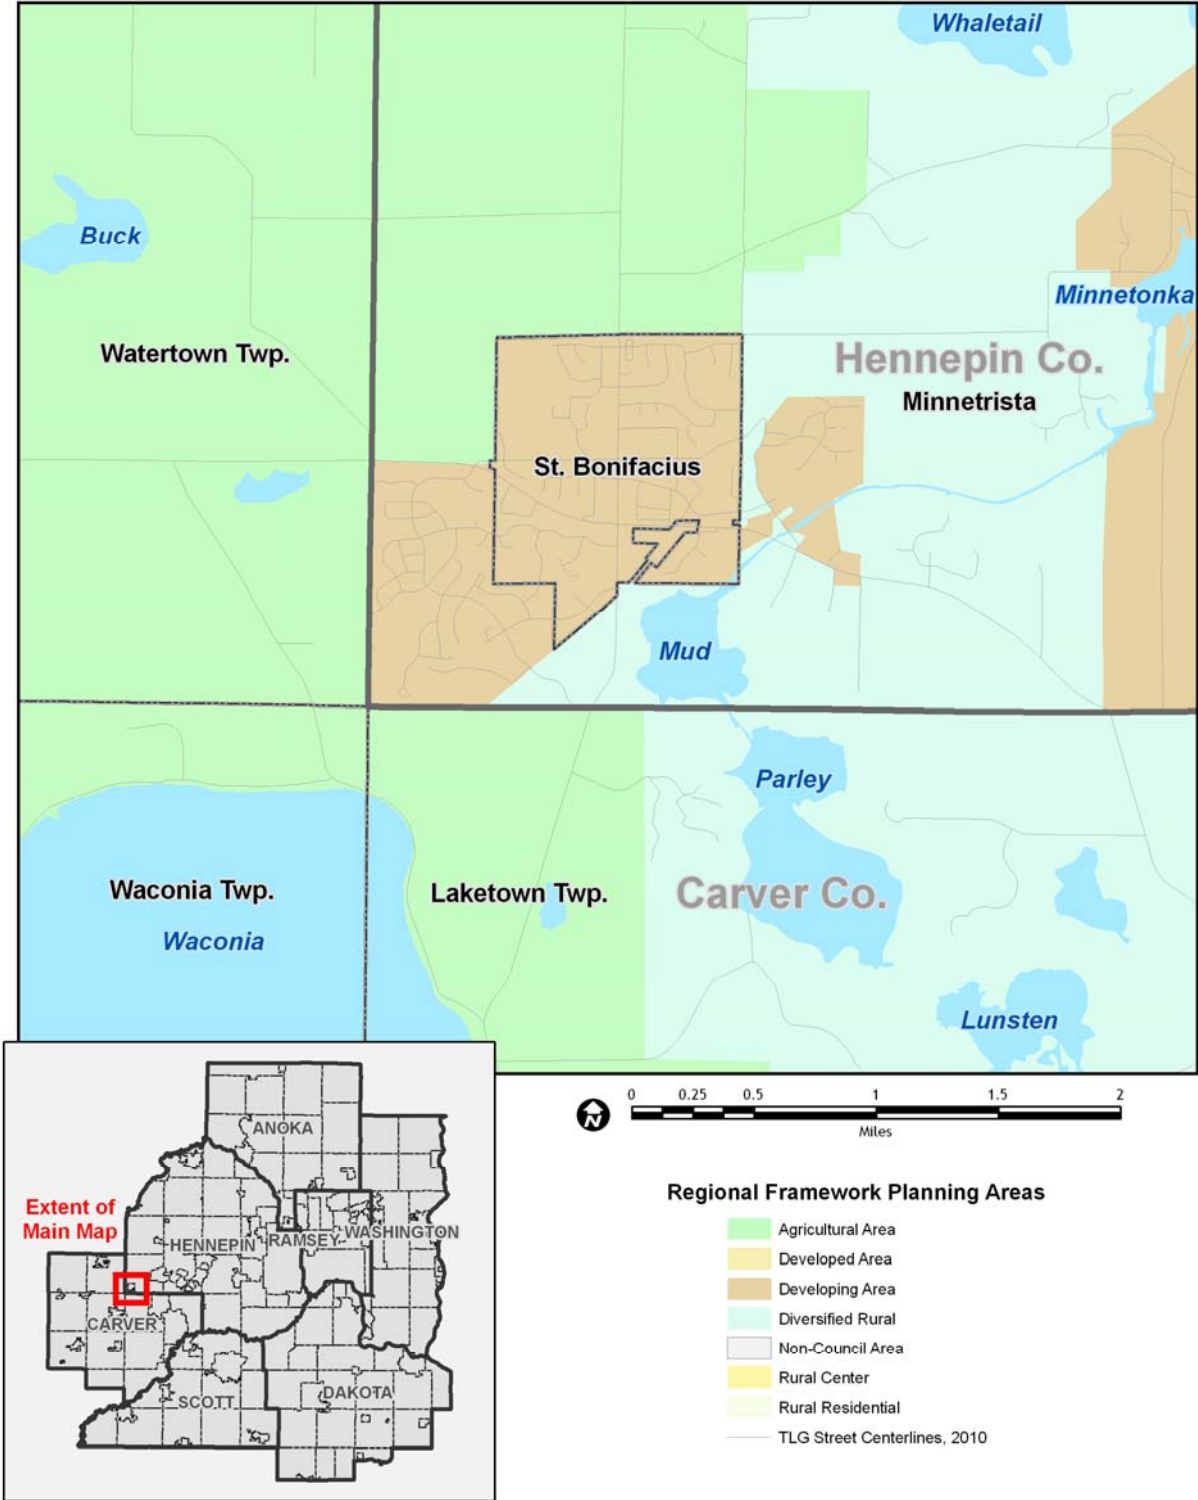 Whaletail
Buck
Minnetonka
Watertown Twp.
Hennepin Co.
Minnetrista
St. Bonifacius
Mud
Parley
Waconia Twp.
Laketown Twp.
Carver Co.
Waconia
Lunsten
Extent of
Main Map
ANOKA
HENNEPIN
RAMSEY
WASHINGTON
CARVER
SCOTT
DAKOTA
N
0 0.25 0.5 1 1.5 2
Miles
Regional Framework Planning Areas
Agricultural Area
Developed Area
Developing Area
Diversified Rural
Non-Council Area
Rural Center
Rural Residential
TLG Street Centerlines, 2010